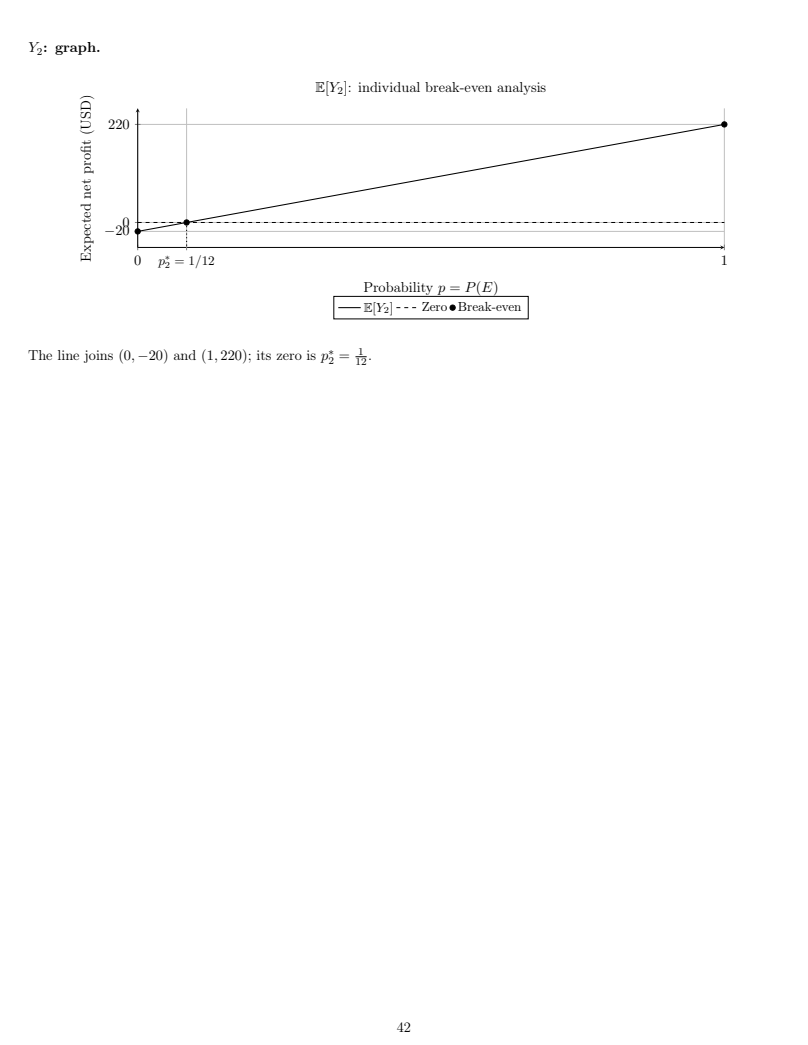 Y₂: graph.
𝔼[Y₂]: individual break-even analysis
Expected net profit (USD)
220
0
−20
0 p₂* = 1/12 1
Probability p = P(E)
𝔼[Y₂] Zero Break-even
The line joins (0, −20) and (1, 220); its zero is p₂* = 1/12.
42